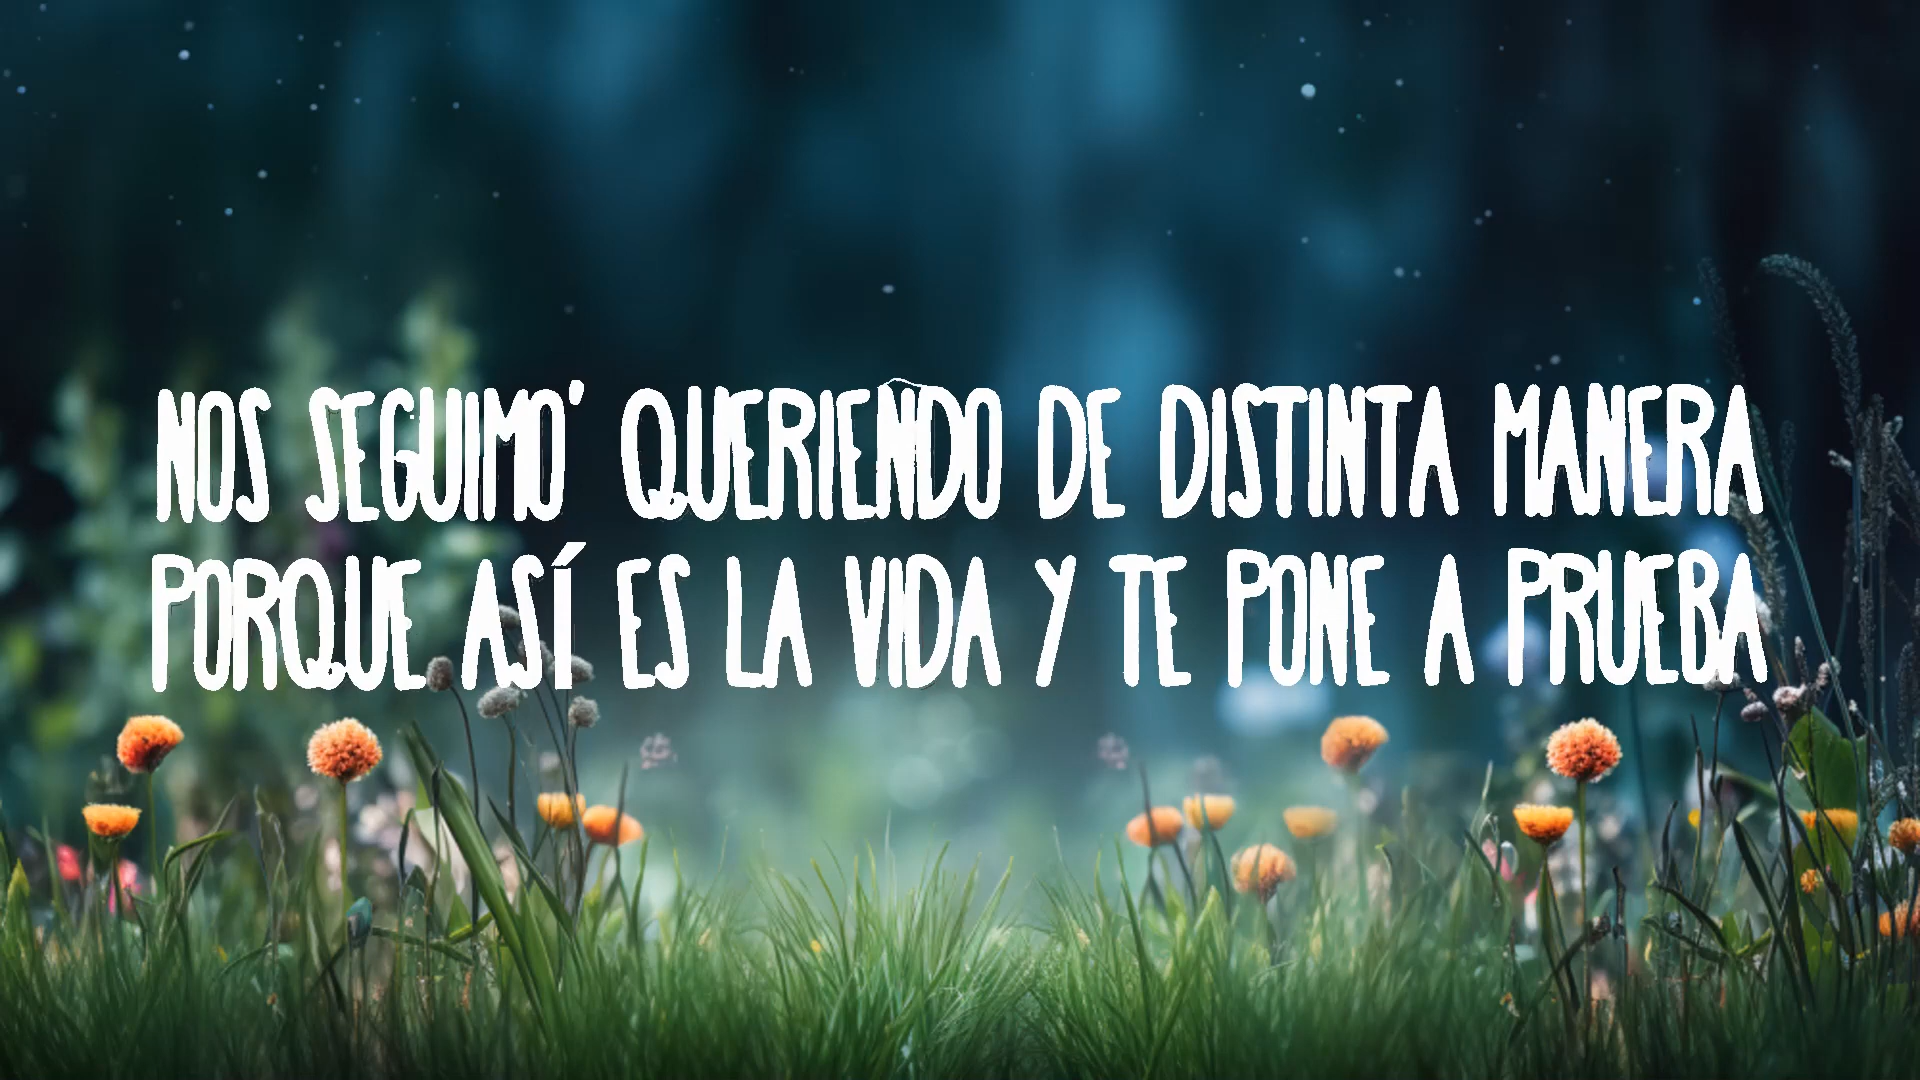 NOS SEGUIMO' QUERIENDO DE DISTINTA MANERA
PORQUE ASÍ ES LA VIDA Y TE PONE A PRUEBA